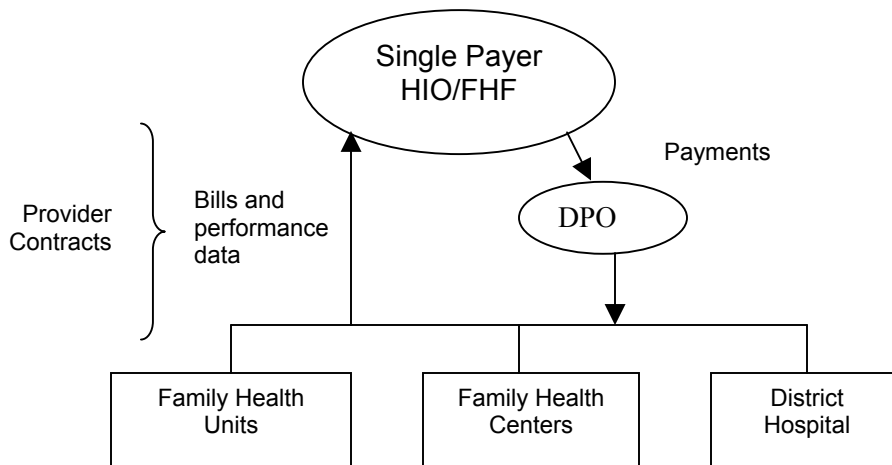 Single Payer
HIO/FHF
Payments
DPO
Provider
Contracts
Bills and
performance
data
Family Health
Units
Family Health
Centers
District
Hospital